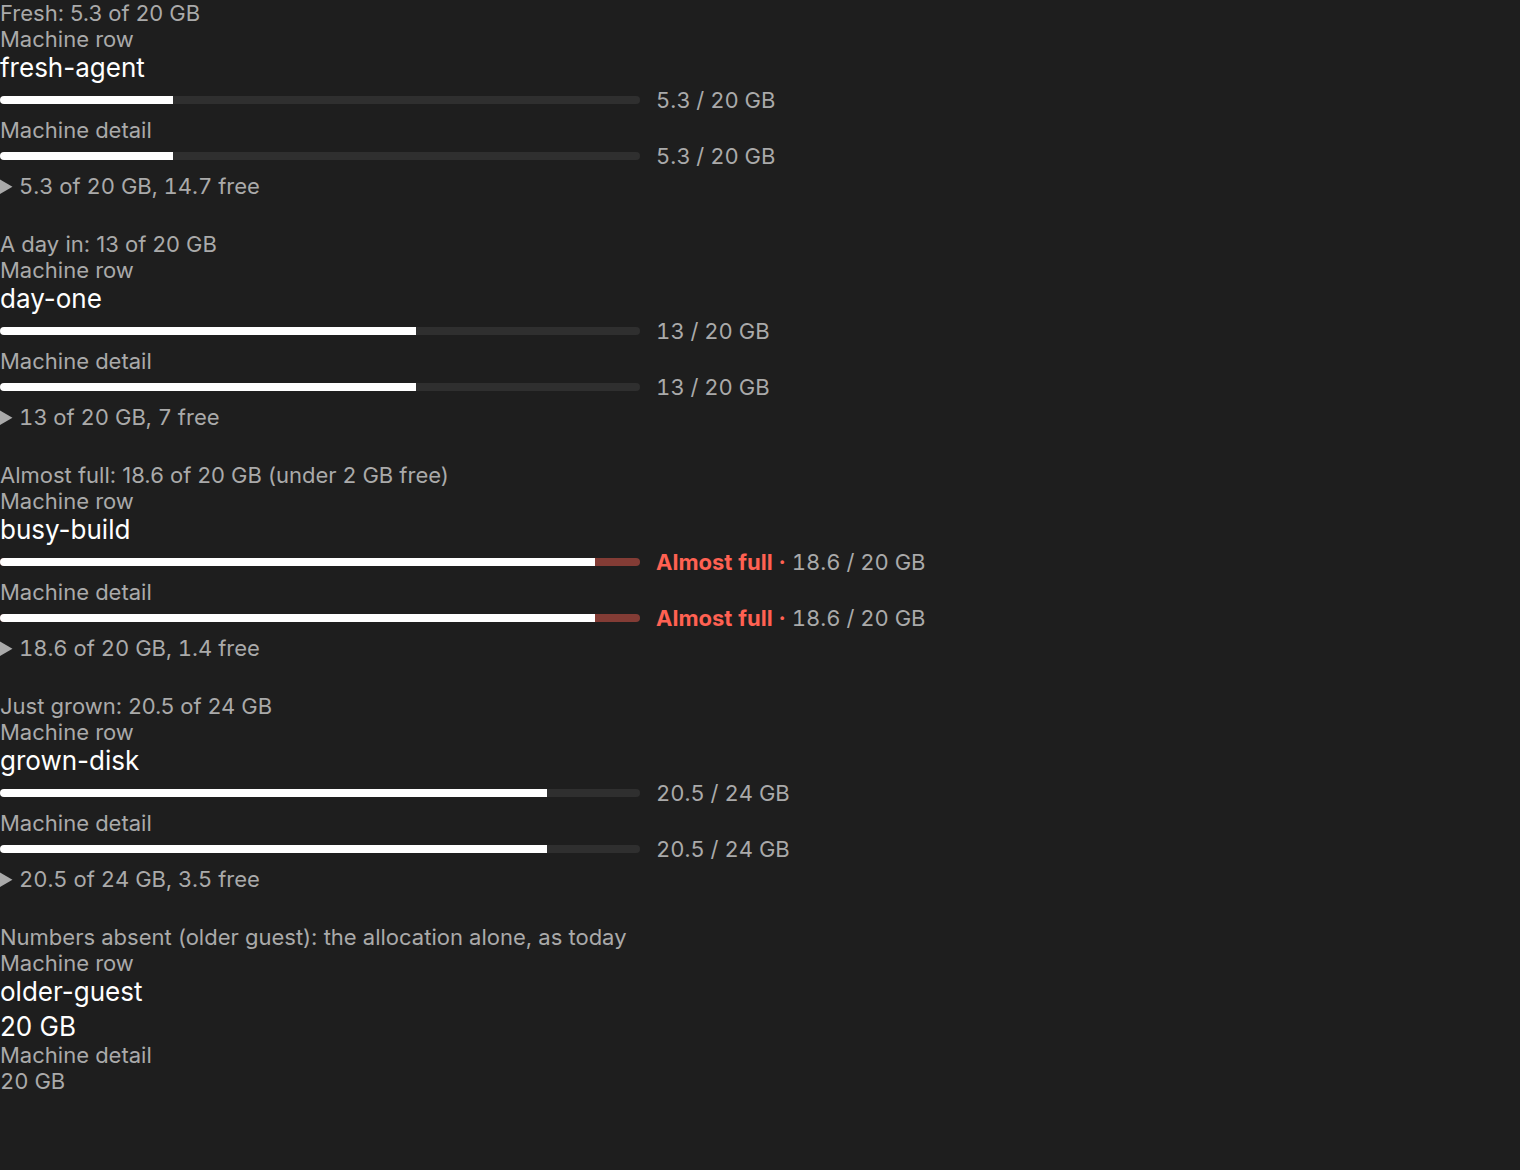 Fresh: 5.3 of 20 GB
Machine row
fresh-agent
5.3 / 20 GB
Machine detail
5.3 / 20 GB
▶ 5.3 of 20 GB, 14.7 free
A day in: 13 of 20 GB
Machine row
day-one
13 / 20 GB
Machine detail
13 / 20 GB
▶ 13 of 20 GB, 7 free
Almost full: 18.6 of 20 GB (under 2 GB free)
Machine row
busy-build
Almost full · 18.6 / 20 GB
Machine detail
Almost full · 18.6 / 20 GB
▶ 18.6 of 20 GB, 1.4 free
Just grown: 20.5 of 24 GB
Machine row
grown-disk
20.5 / 24 GB
Machine detail
20.5 / 24 GB
▶ 20.5 of 24 GB, 3.5 free
Numbers absent (older guest): the allocation alone, as today
Machine row
older-guest
20 GB
Machine detail
20 GB